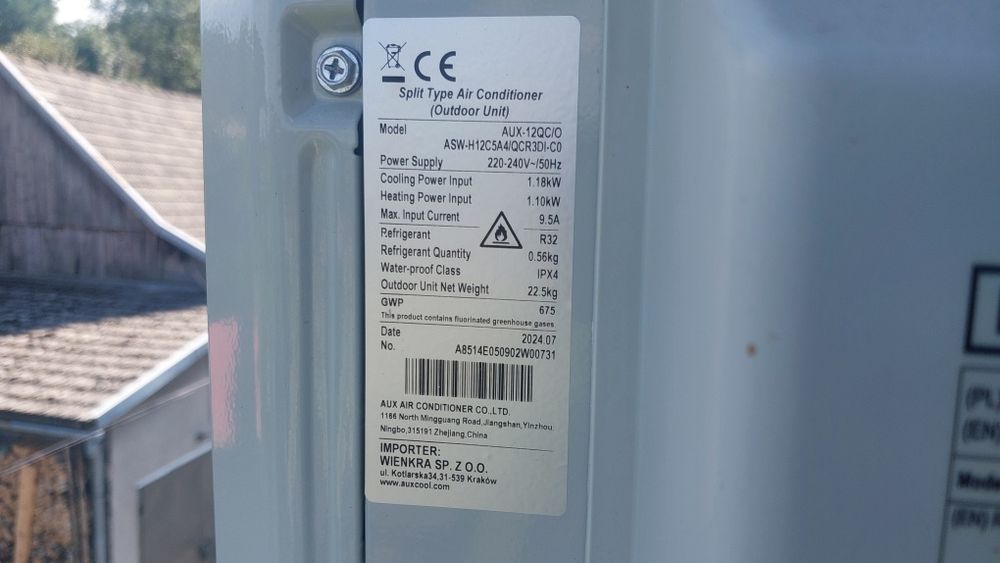 CE
Split Type Air Conditioner
(Outdoor Unit)
Model AUX-12QC/O
ASW-H12C5A4/QCR3DI-C0
Power Supply 220-240V~/50Hz
Cooling Power Input 1.18kW
Heating Power Input 1.10kW
Max. Input Current 9.5A
Refrigerant R32
Refrigerant Quantity 0.56kg
Water-proof Class IPX4
Outdoor Unit Net Weight 22.5kg
GWP 675
This product contains fluorinated greenhouse gases
Date 2024.07
No. A8514E050902W00731
AUX AIR CONDITIONER CO.,LTD.
1166 North Mingguang Road,Jiangshan,Yinzhou,
Ningbo,315191 Zhejiang,China
IMPORTER:
WIENKRA SP. Z O.O.
ul. Kotlarska34,31-539 Kraków
www.auxcool.com
(PL)
(EN)
Mode
(EN)